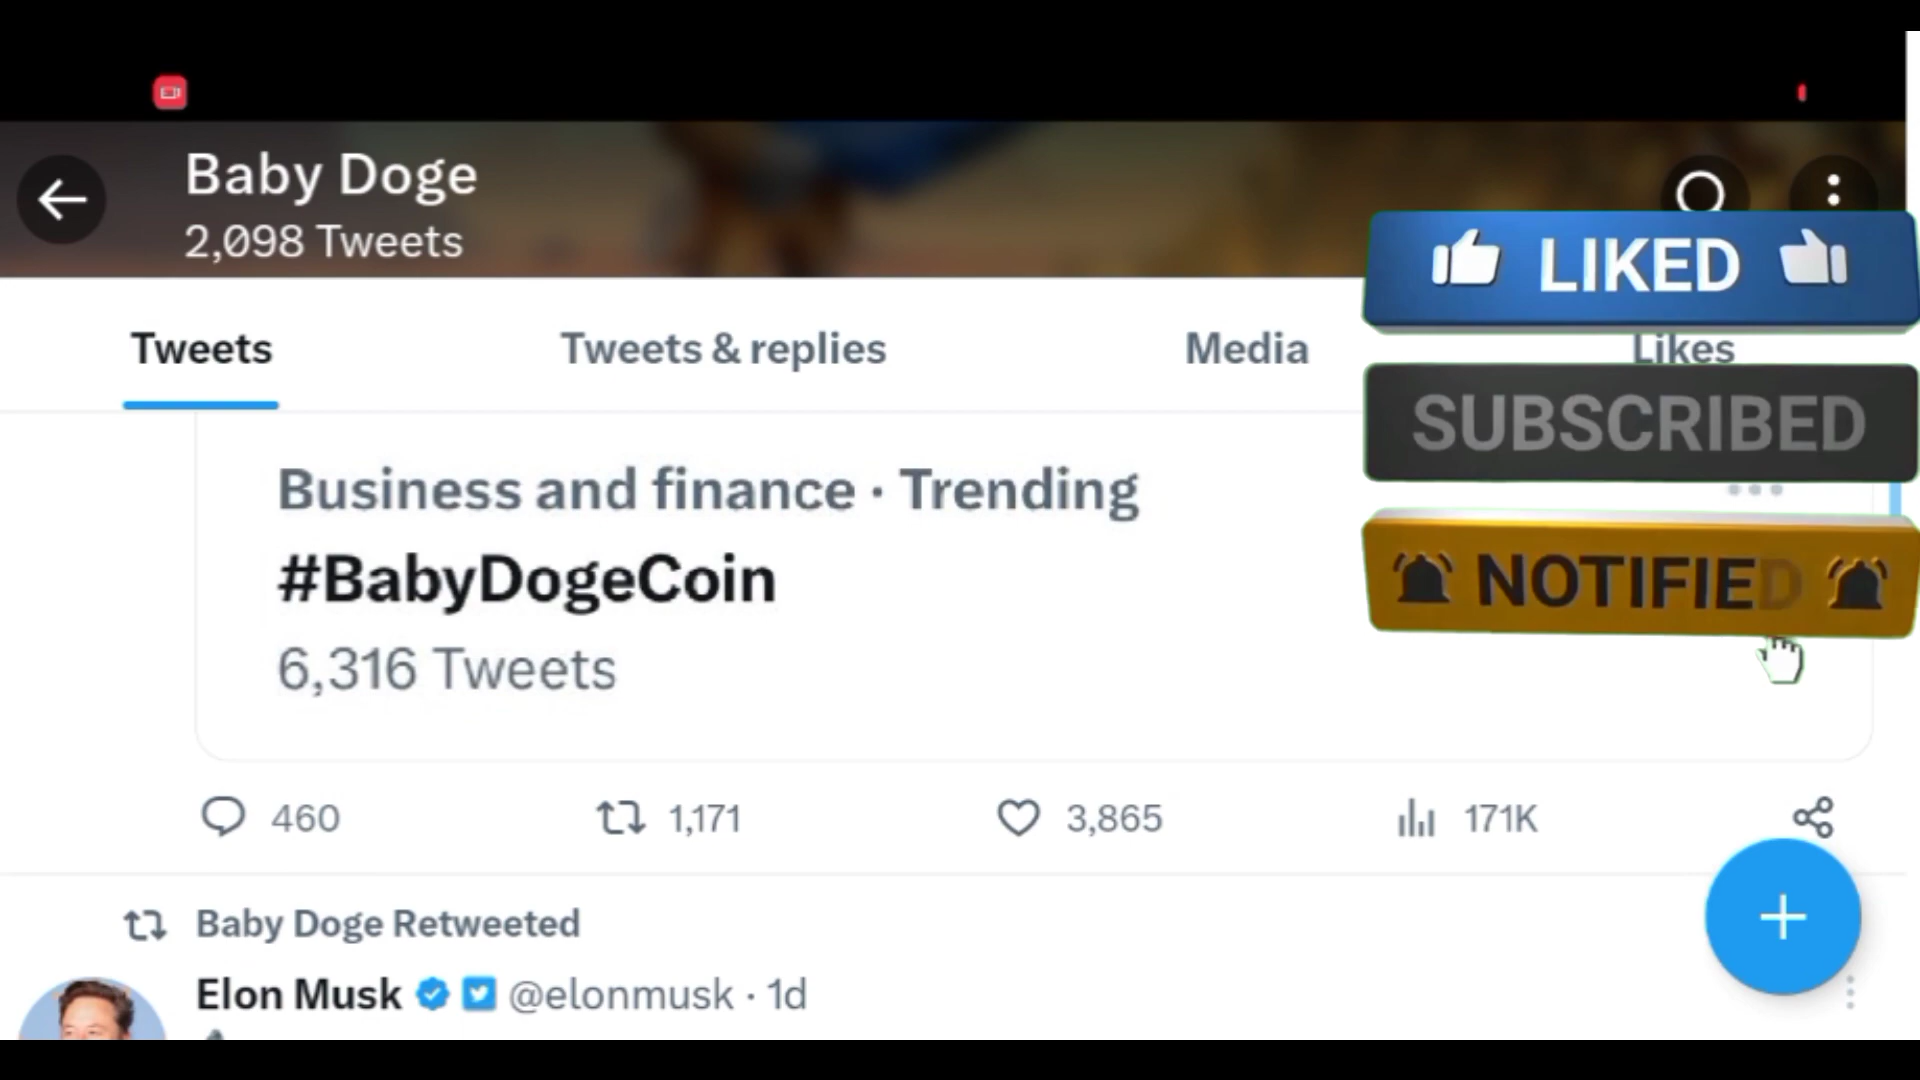 Baby Doge
2,098 Tweets
LIKED
Tweets
Tweets & replies
Media
Likes
SUBSCRIBED
Business and finance · Trending
#BabyDogeCoin
NOTIFIED
6,316 Tweets
460
1,171
3,865
171K
Baby Doge Retweeted
Elon Musk @elonmusk · 1d